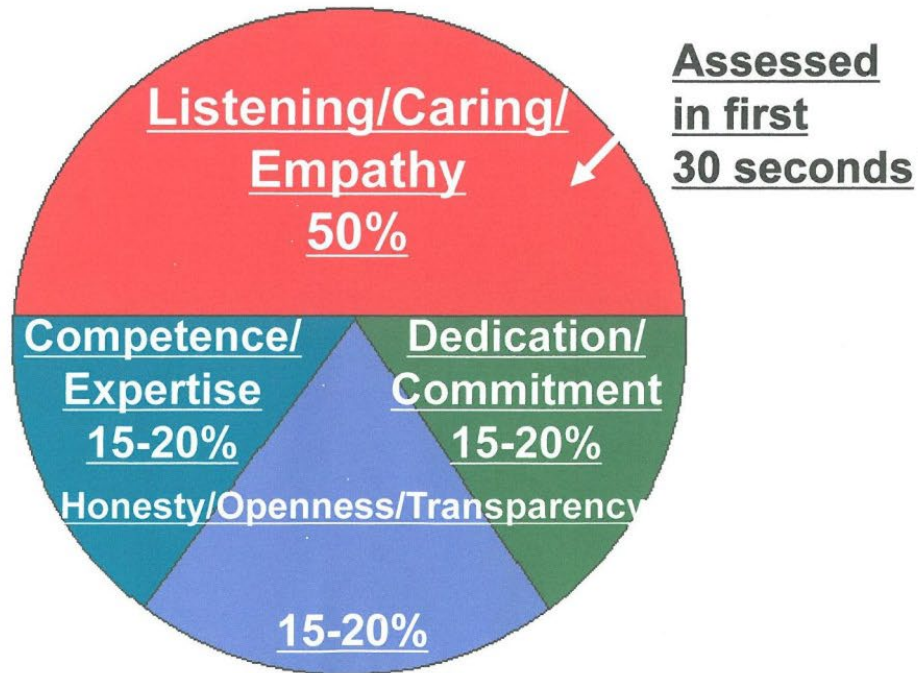 Listening/Caring/
Empathy
50%
Assessed
in first
30 seconds
Competence/
Expertise
15-20%
Dedication/
Commitment
15-20%
Honesty/Openness/Transparency
15-20%